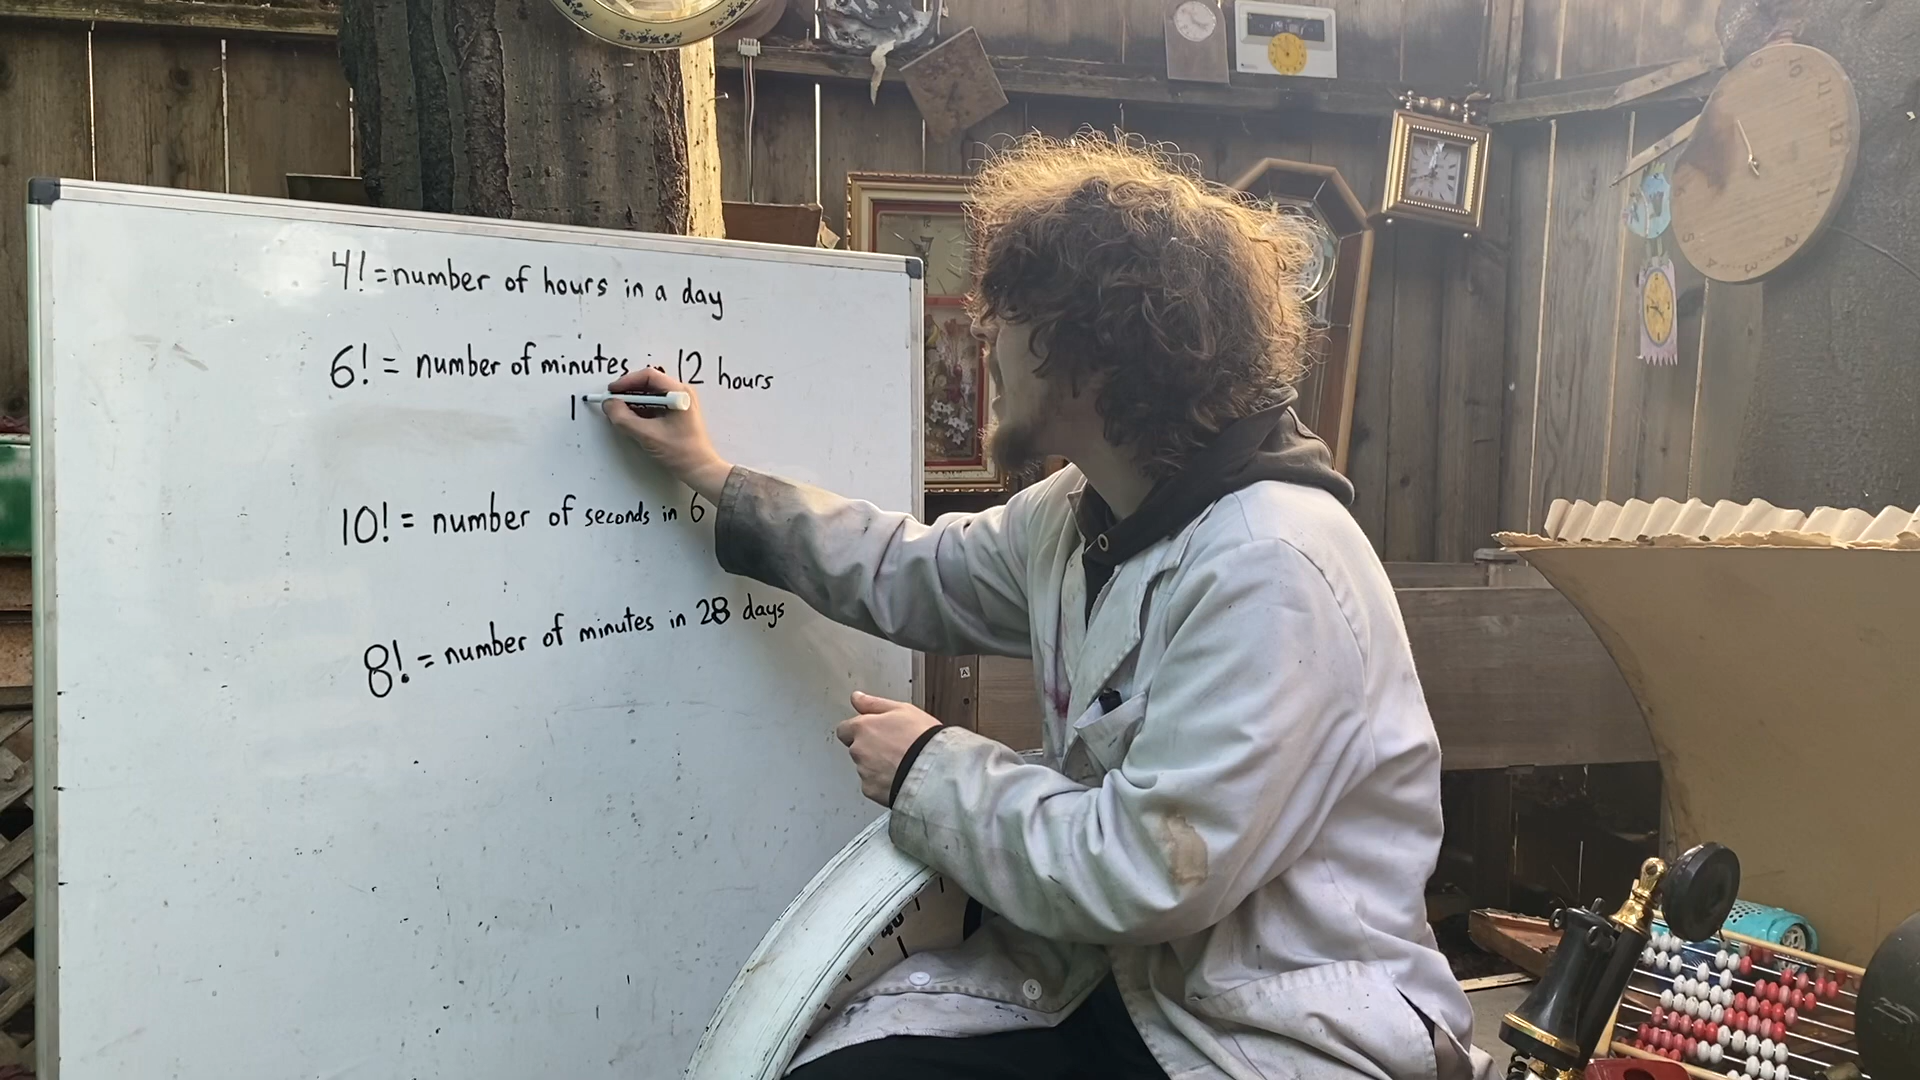 4! = number of hours in a day
6! = number of minutes in 12 hours
1
10! = number of seconds in 6
8! = number of minutes in 28 days